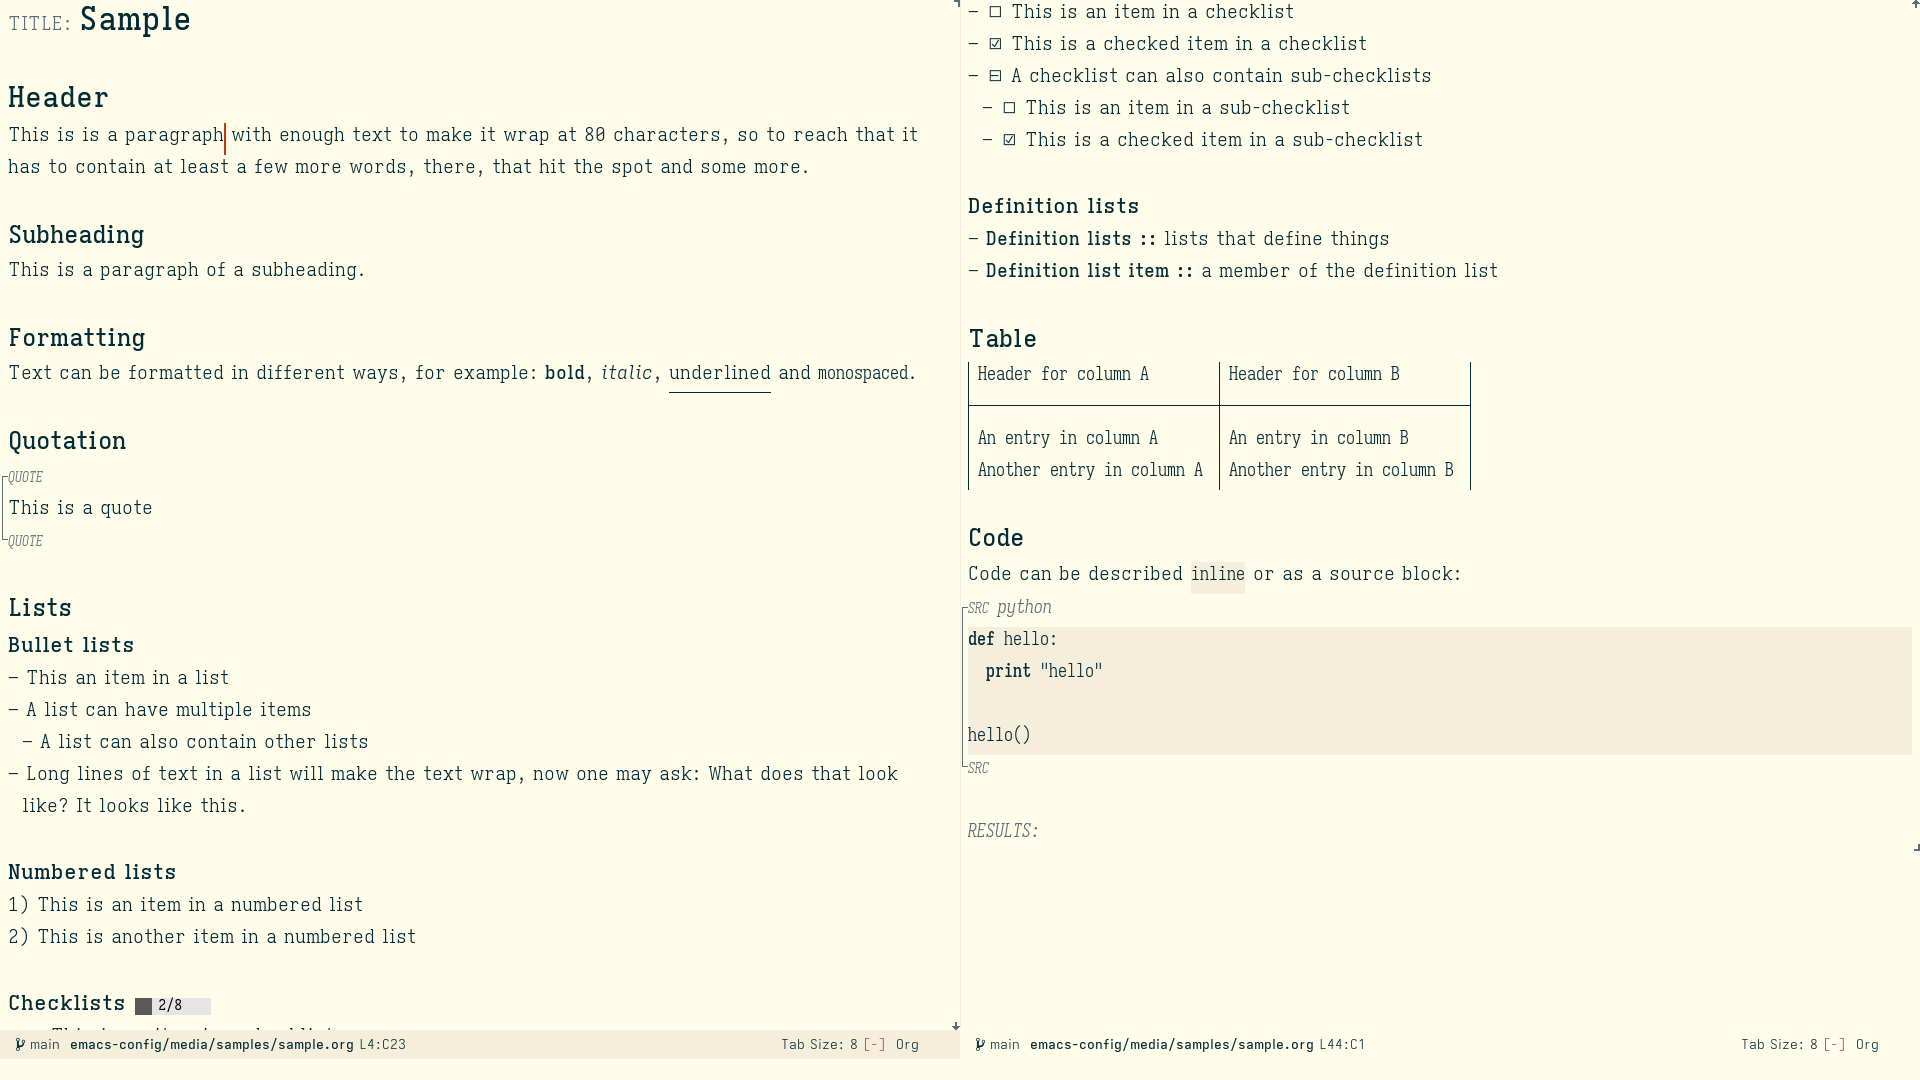 TITLE: Sample
Header
This is is a paragraph with enough text to make it wrap at 80 characters, so to reach that it
has to contain at least a few more words, there, that hit the spot and some more.
Subheading
This is a paragraph of a subheading.
Formatting
Text can be formatted in different ways, for example: bold, italic, underlined and monospaced.
Quotation
QUOTE
This is a quote
QUOTE
Lists
Bullet lists
– This an item in a list
– A list can have multiple items
– A list can also contain other lists
– Long lines of text in a list will make the text wrap, now one may ask: What does that look
like? It looks like this.
Numbered lists
1) This is an item in a numbered list
2) This is another item in a numbered list
Checklists 2/8
main emacs-config/media/samples/sample.org L4:C23 Tab Size: 8 [-] Org
– ☐ This is an item in a checklist
– ☑ This is a checked item in a checklist
– ⊟ A checklist can also contain sub-checklists
– ☐ This is an item in a sub-checklist
– ☑ This is a checked item in a sub-checklist
Definition lists
– Definition lists :: lists that define things
– Definition list item :: a member of the definition list
Table
Header for column A Header for column B
An entry in column A An entry in column B
Another entry in column A Another entry in column B
Code
Code can be described inline or as a source block:
SRC python
def hello:
print "hello"
hello()
SRC
RESULTS:
main emacs-config/media/samples/sample.org L44:C1 Tab Size: 8 [-] Org